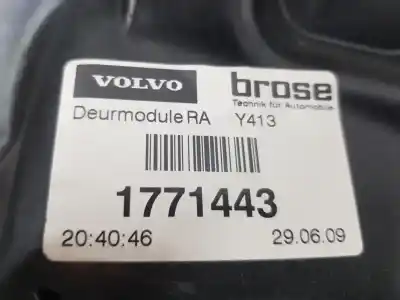 VOLVO brose
Technik für Automobile
Deurmodule RA Y413
1771443
20:40:46 29.06.09